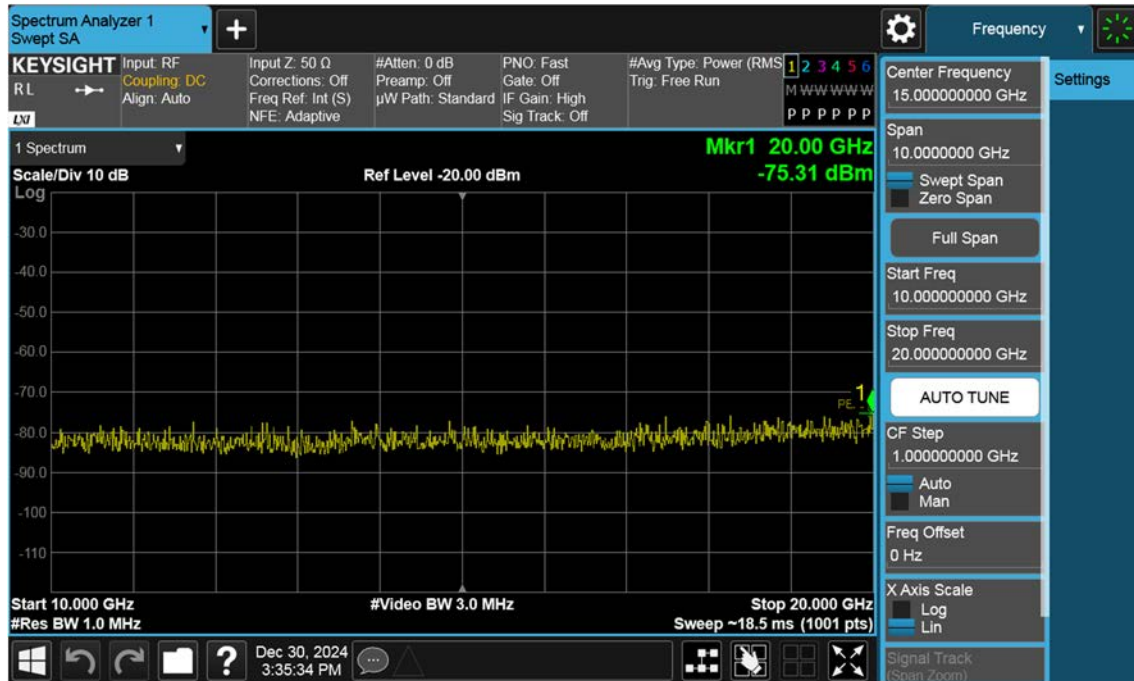 Spectrum Analyzer 1
Swept SA
Frequency
KEYSIGHT
RL
LXI
Input: RF
Coupling: DC
Align: Auto
Input Z: 50 Ω
Corrections: Off
Freq Ref: Int (S)
NFE: Adaptive
#Atten: 0 dB
Preamp: Off
µW Path: Standard
PNO: Fast
Gate: Off
IF Gain: High
Sig Track: Off
#Avg Type: Power (RMS
Trig: Free Run
1 2 3 4 5 6
M W W W W W
P P P P P P
1 Spectrum
Scale/Div 10 dB
Ref Level -20.00 dBm
Mkr1 20.00 GHz
-75.31 dBm
Log
-30.0
-40.0
-50.0
-60.0
-70.0
-80.0
-90.0
-100
-110
1
Start 10.000 GHz
#Res BW 1.0 MHz
#Video BW 3.0 MHz
Stop 20.000 GHz
Sweep ~18.5 ms (1001 pts)
Dec 30, 2024
3:35:34 PM
Center Frequency
15.000000000 GHz
Span
10.0000000 GHz
Swept Span
Zero Span
Full Span
Start Freq
10.000000000 GHz
Stop Freq
20.000000000 GHz
AUTO TUNE
CF Step
1.000000000 GHz
Auto
Man
Freq Offset
0 Hz
X Axis Scale
Log
Lin
Signal Track
(Span Zoom)
Settings